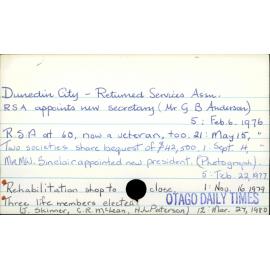 Dunedin City - Returned Services Assn.
RSA appoints new secretary (Mr. G. B Anderson)
5: Feb. 6. 1976
R.S.A at 60, now a veteran, too. 21: May 15, "
Two societies share bequest of $42,500. 1: Sept. 4, "
Mr. M.W. Sinclair appointed new president. (Photograph).
5: Feb. 22, 1977
Rehabilitation shop to close. 1: Nov. 16 1979
Three life members elected OTAGO DAILY TIMES
(J. Skinner, C.R. McLean, N.L. Paterson) 12: Mar. 27, 1980